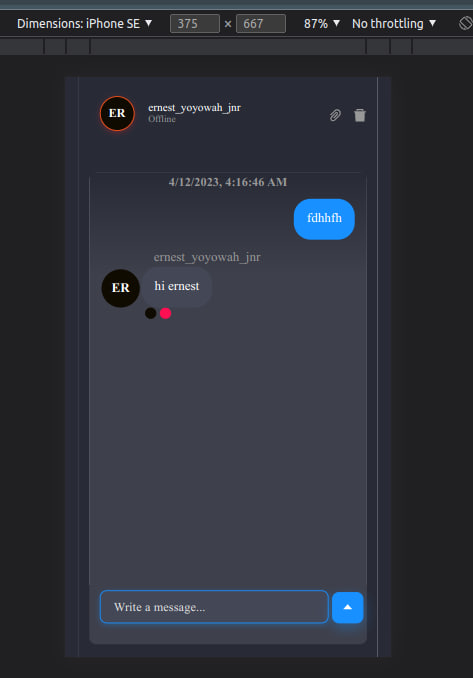 Dimensions: iPhone SE ▼ 375 × 667 87% ▼ No throttling ▼
ER
ernest_yoyowah_jnr
Offline
4/12/2023, 4:16:46 AM
fdhhfh
ernest_yoyowah_jnr
ER
hi ernest
Write a message...